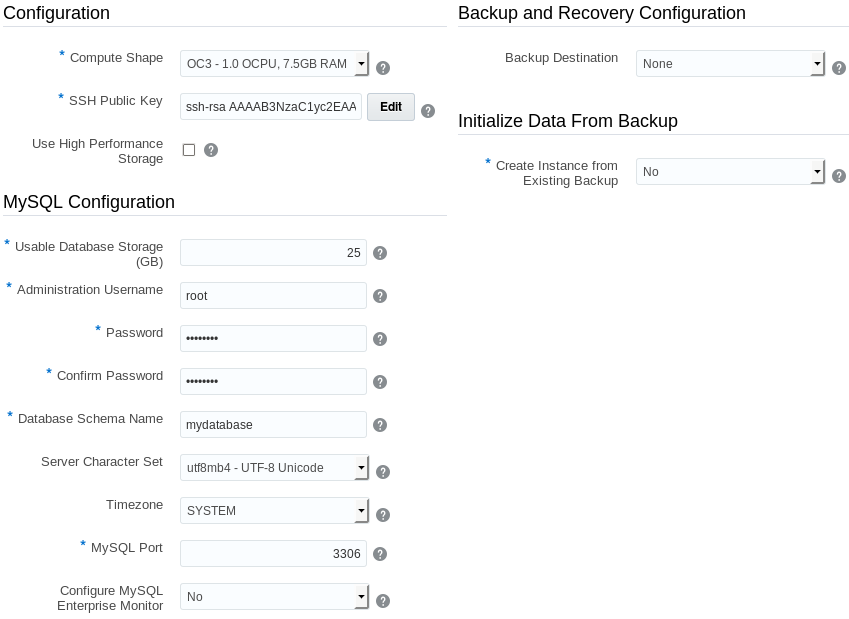 Configuration
* Compute Shape
OC3 - 1.0 OCPU, 7.5GB RAM
?
* SSH Public Key
ssh-rsa AAAAB3NzaC1yc2EAA
Edit
?
Use High Performance
Storage
?
MySQL Configuration
* Usable Database Storage
(GB)
25
?
* Administration Username
root
?
* Password
••••••••
?
* Confirm Password
••••••••
?
* Database Schema Name
mydatabase
?
Server Character Set
utf8mb4 - UTF-8 Unicode
?
Timezone
SYSTEM
?
* MySQL Port
3306
?
Configure MySQL
Enterprise Monitor
No
?
Backup and Recovery Configuration
Backup Destination
None
?
Initialize Data From Backup
* Create Instance from
Existing Backup
No
?